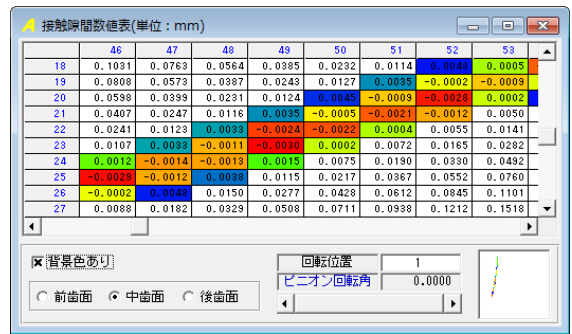 接触隙間数値表(単位：mm)
46 47 48 49 50 51 52 53
18 0.1031 0.0763 0.0564 0.0385 0.0232 0.0114 0.0043 0.0005
19 0.0808 0.0573 0.0387 0.0243 0.0127 0.0035 -0.0002 -0.0009
20 0.0598 0.0399 0.0231 0.0124 0.0045 -0.0009 -0.0028 0.0002
21 0.0407 0.0247 0.0116 0.0035 -0.0005 -0.0021 -0.0012 0.0050
22 0.0241 0.0123 0.0033 -0.0024 -0.0022 0.0004 0.0055 0.0141
23 0.0107 0.0033 -0.0011 -0.0030 0.0002 0.0072 0.0165 0.0282
24 0.0012 -0.0014 -0.0013 0.0015 0.0075 0.0190 0.0330 0.0492
25 -0.0029 -0.0012 0.0038 0.0115 0.0217 0.0367 0.0552 0.0760
26 -0.0002 0.0048 0.0150 0.0277 0.0428 0.0612 0.0845 0.1101
27 0.0088 0.0182 0.0329 0.0508 0.0711 0.0938 0.1212 0.1518
背景色あり 回転位置 1
ピニオン回転角 0.0000
前歯面 中歯面 後歯面